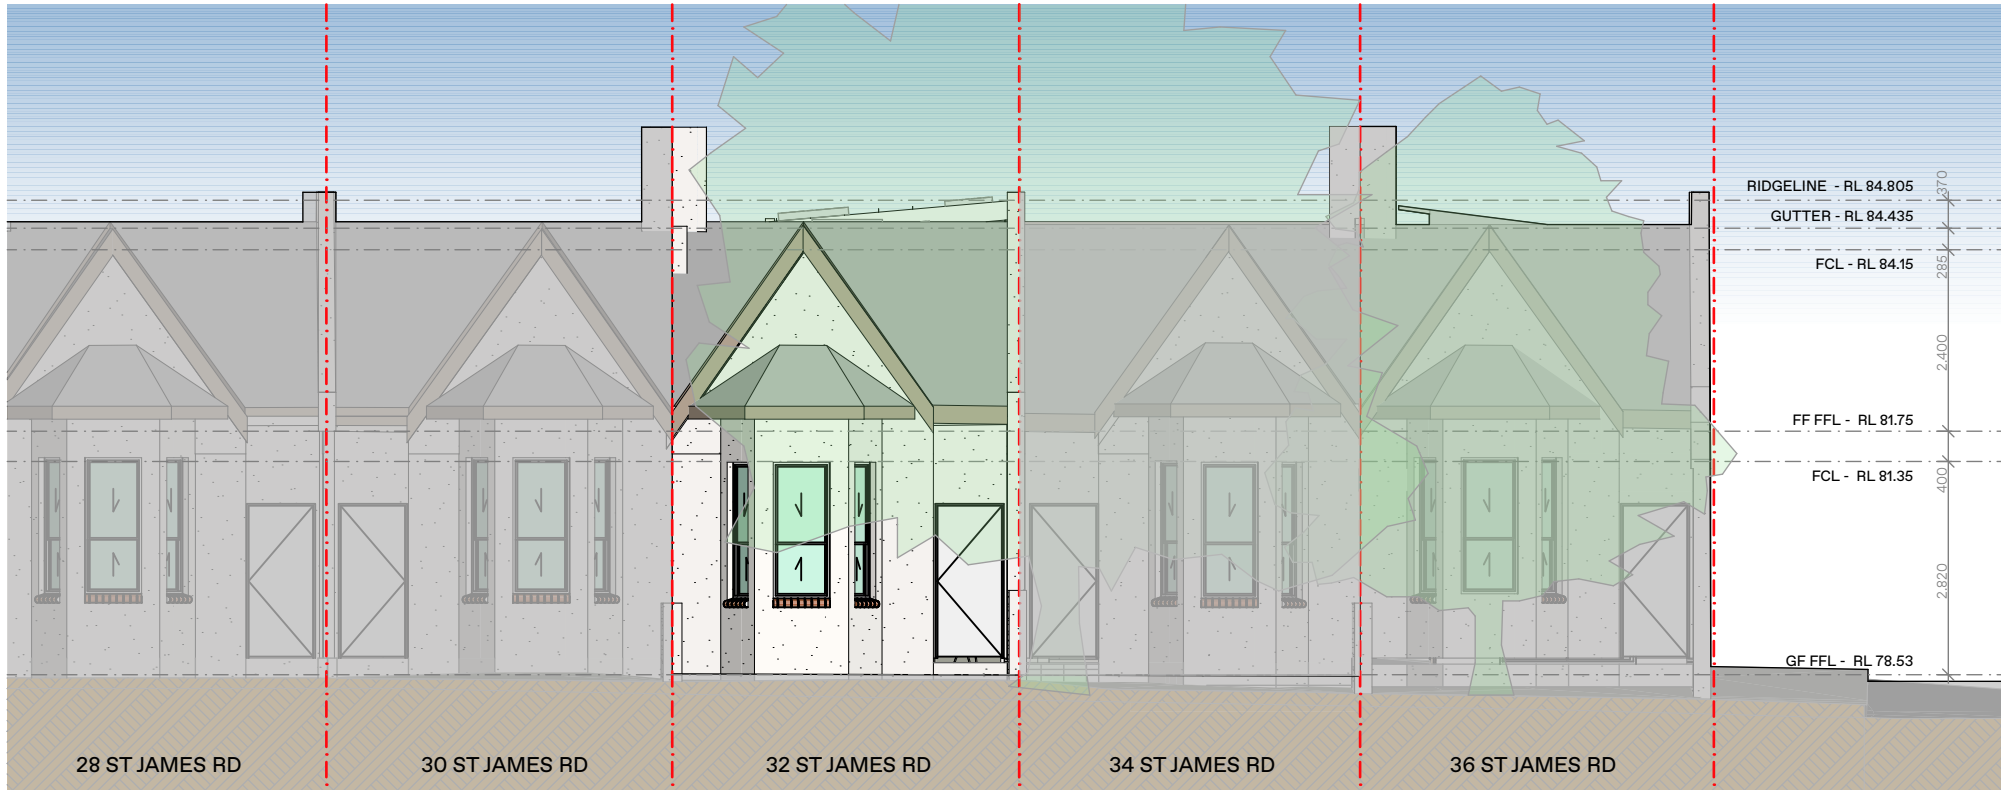 RIDGELINE - RL 84.805
370
GUTTER - RL 84.435
285
FCL - RL 84.15
2,400
FF FFL - RL 81.75
400
FCL - RL 81.35
2,820
GF FFL - RL 78.53
28 ST JAMES RD
30 ST JAMES RD
32 ST JAMES RD
34 ST JAMES RD
36 ST JAMES RD